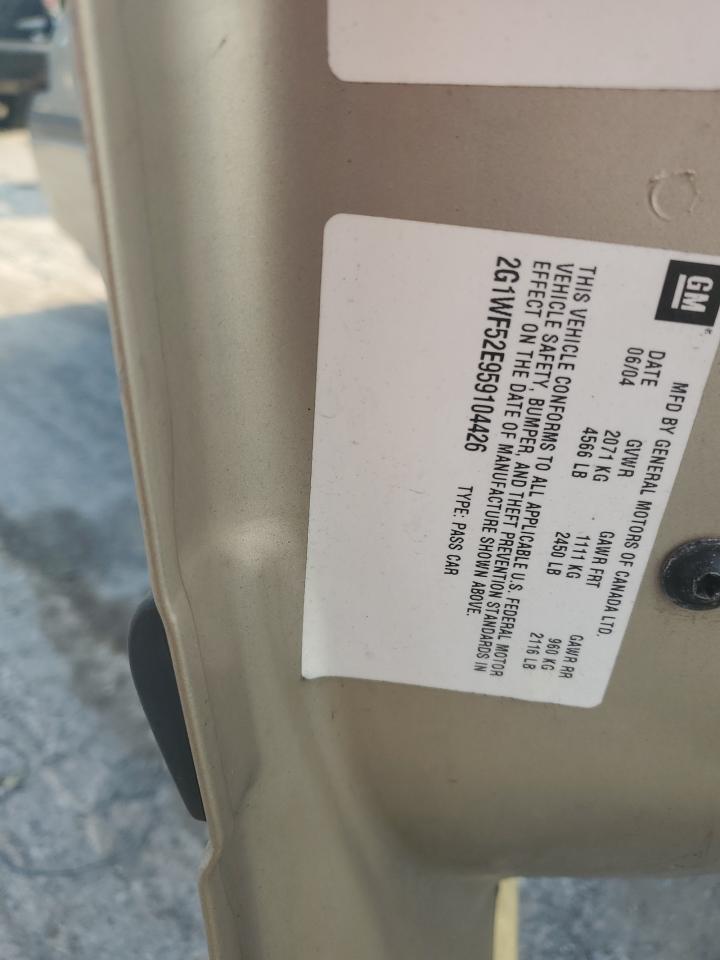 GM
MFD BY GENERAL MOTORS OF CANADA LTD.
DATE GVWR GAWR FRT GAWR RR
06/04 2071 KG 1111 KG 960 KG
4566 LB 2450 LB 2116 LB
THIS VEHICLE CONFORMS TO ALL APPLICABLE U.S. FEDERAL MOTOR
VEHICLE SAFETY, BUMPER, AND THEFT PREVENTION STANDARDS IN
EFFECT ON THE DATE OF MANUFACTURE SHOWN ABOVE.
2G1WF52E959104426 TYPE: PASS CAR